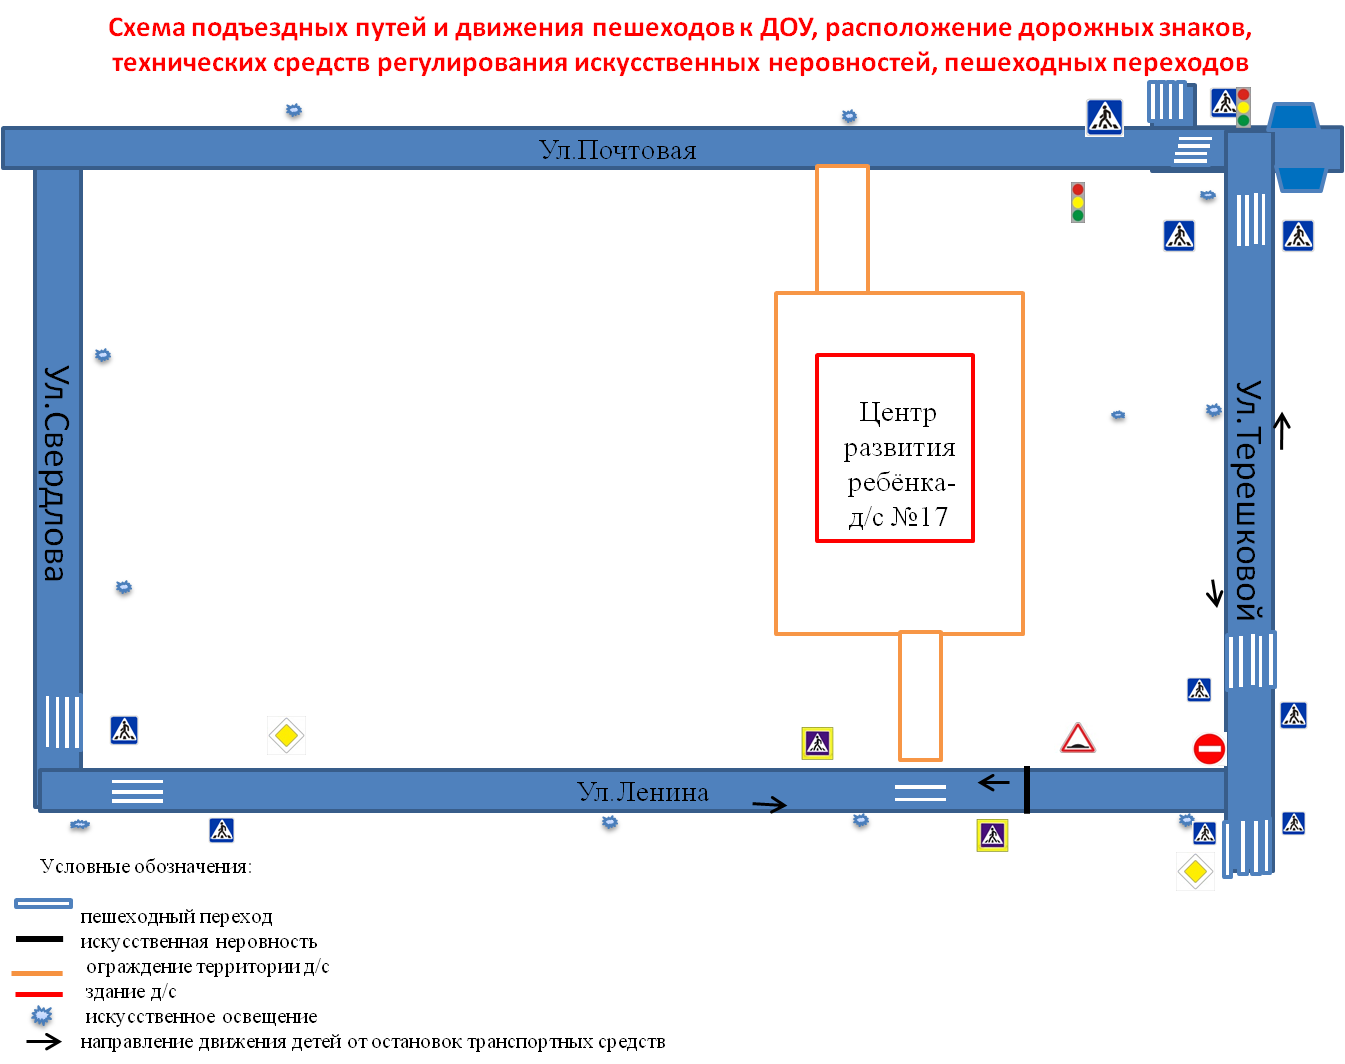 Схема подъездных путей и движения пешеходов к ДОУ, расположение дорожных знаков,
технических средств регулирования искусственных неровностей, пешеходных переходов
Ул.Почтовая
Ул.Свердлова
Центр
развития
ребёнка-
д/с №17
Ул.Терешковой
Ул.Ленина
Условные обозначения:
пешеходный переход
искусственная неровность
ограждение территории д/с
здание д/с
искусственное освещение
направление движения детей от остановок транспортных средств